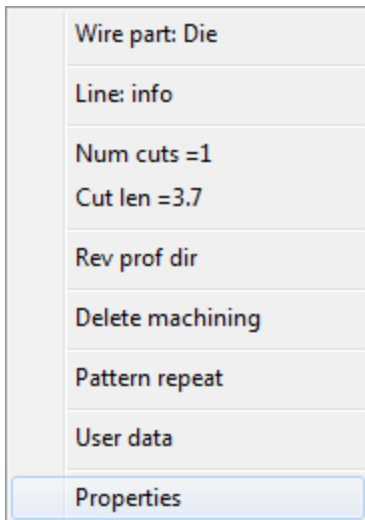 Wire part: Die
Line: info
Num cuts =1
Cut len =3.7
Rev prof dir
Delete machining
Pattern repeat
User data
Properties